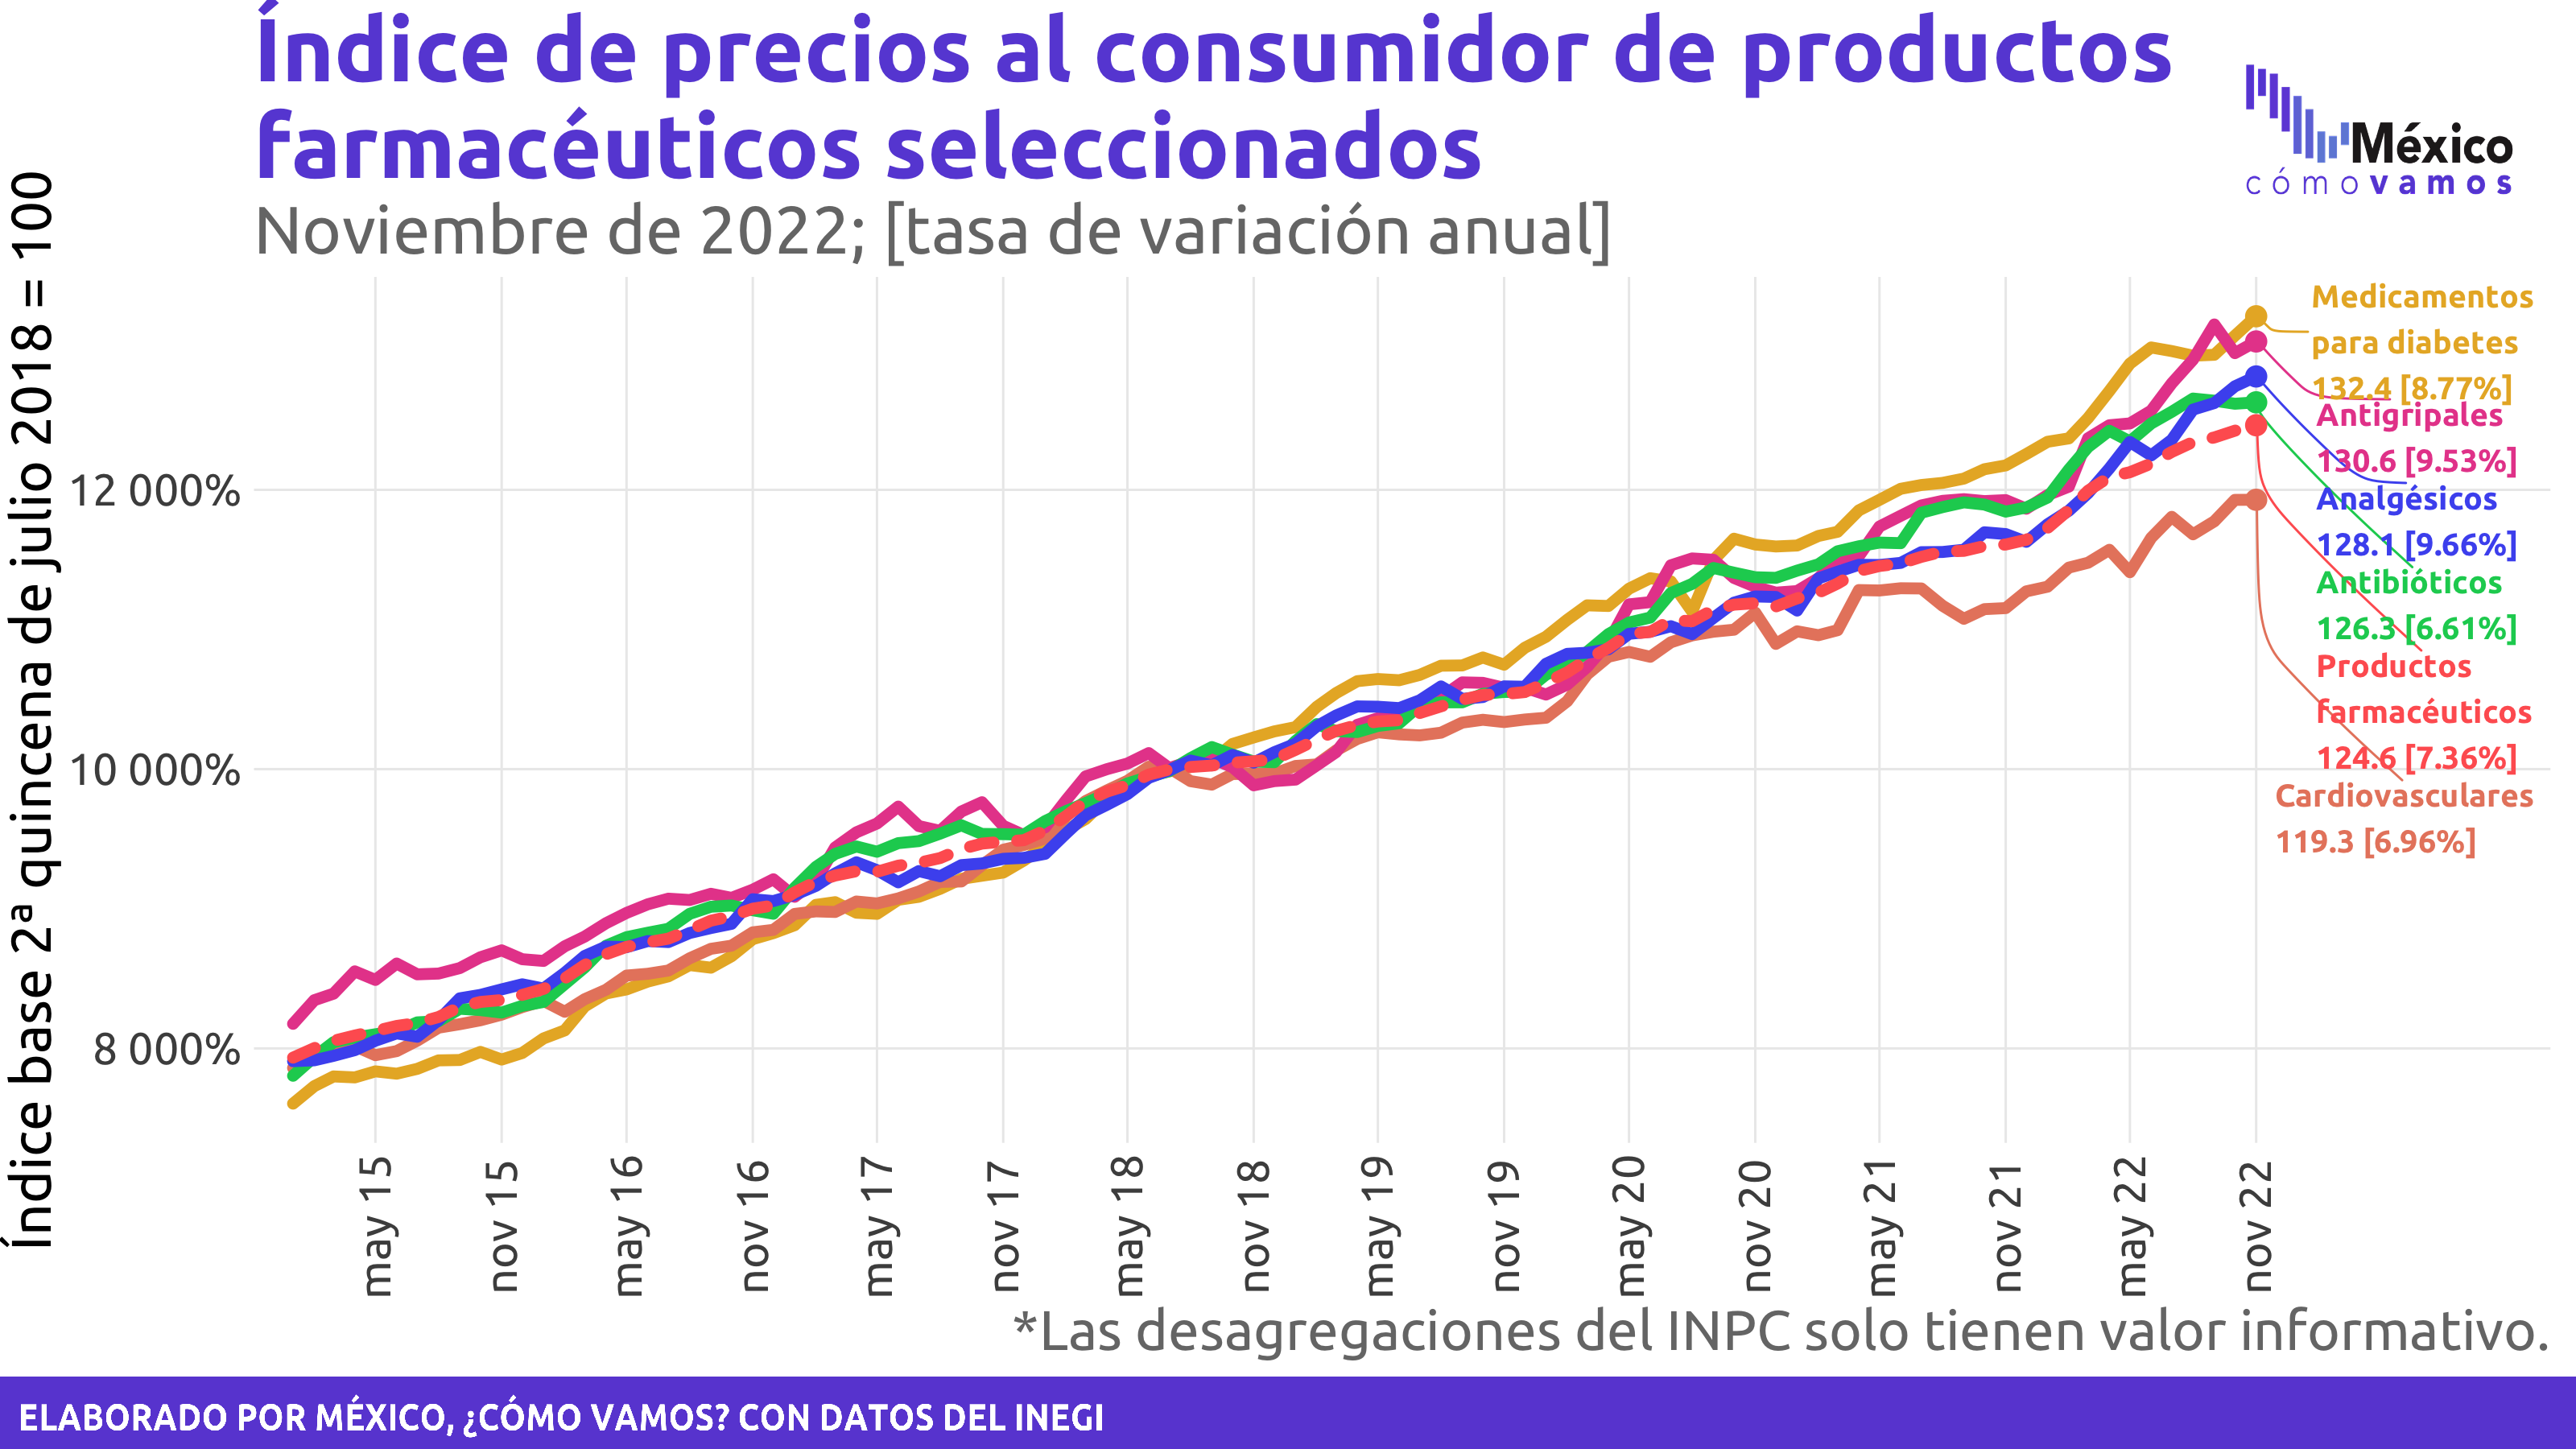 Índice de precios al consumidor de productos
farmacéuticos seleccionados
Noviembre de 2022; [tasa de variación anual]
México
cómo vamos
Índice base 2ª quincena de julio 2018 = 100
12 000%
10 000%
8 000%
Medicamentos
para diabetes
132.4 [8.77%]
Antigripales
130.6 [9.53%]
Analgésicos
128.1 [9.66%]
Antibióticos
126.3 [6.61%]
Productos
farmacéuticos
124.6 [7.36%]
Cardiovasculares
119.3 [6.96%]
may 15
nov 15
may 16
nov 16
may 17
nov 17
may 18
nov 18
may 19
nov 19
may 20
nov 20
may 21
nov 21
may 22
nov 22
*Las desagregaciones del INPC solo tienen valor informativo.
ELABORADO POR MÉXICO, ¿CÓMO VAMOS? CON DATOS DEL INEGI